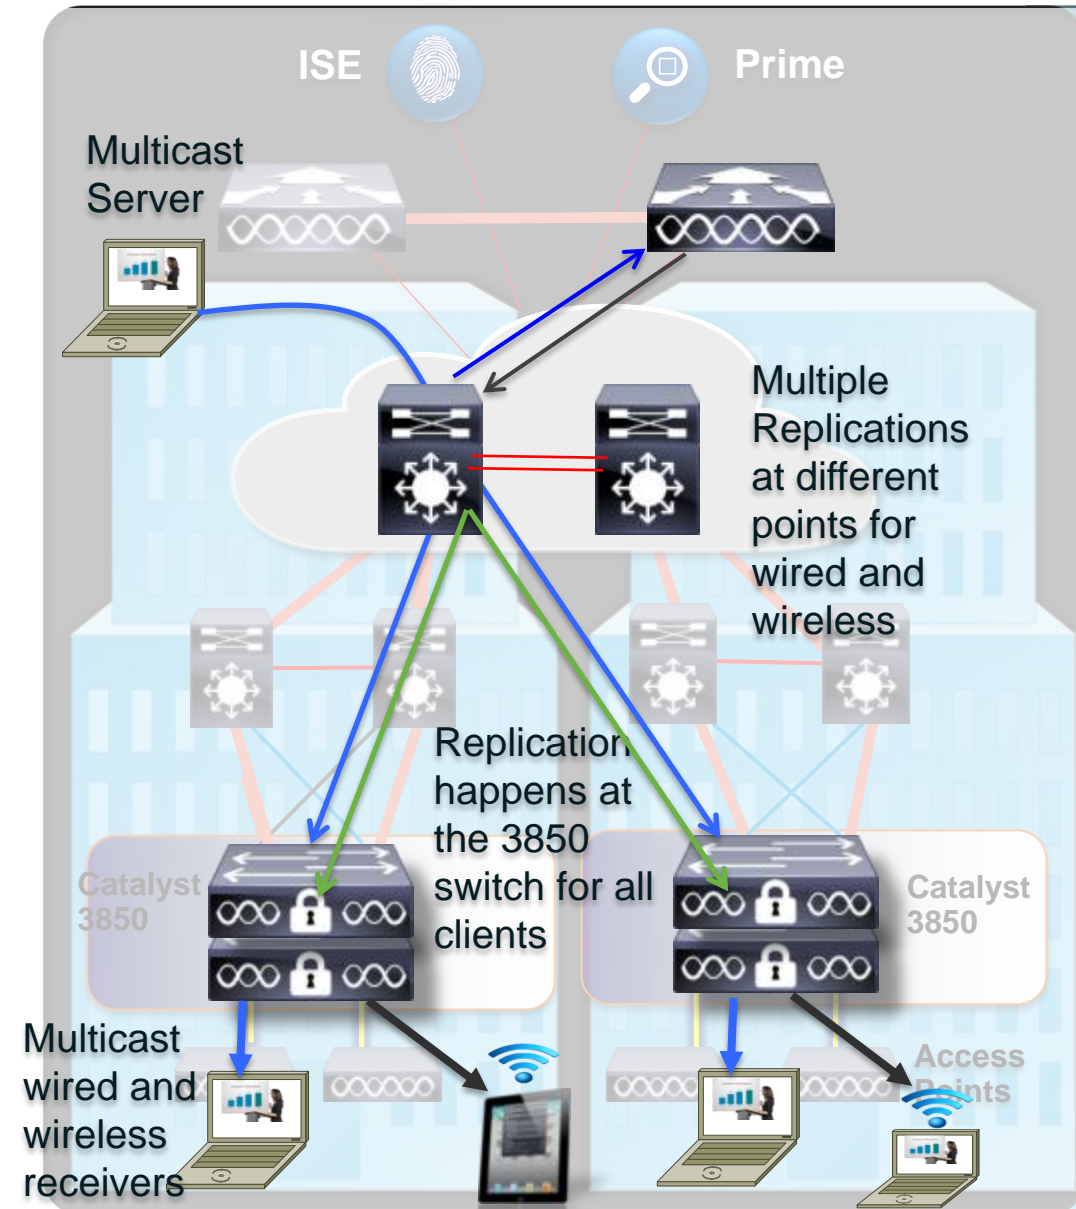 ISE
Prime
Multicast
Server
Multiple
Replications
at different
points for
wired and
wireless
Replication
happens at
the 3850
switch for all
clients
Catalyst
3850
Catalyst
3850
Multicast
wired and
wireless
receivers
Access
Points